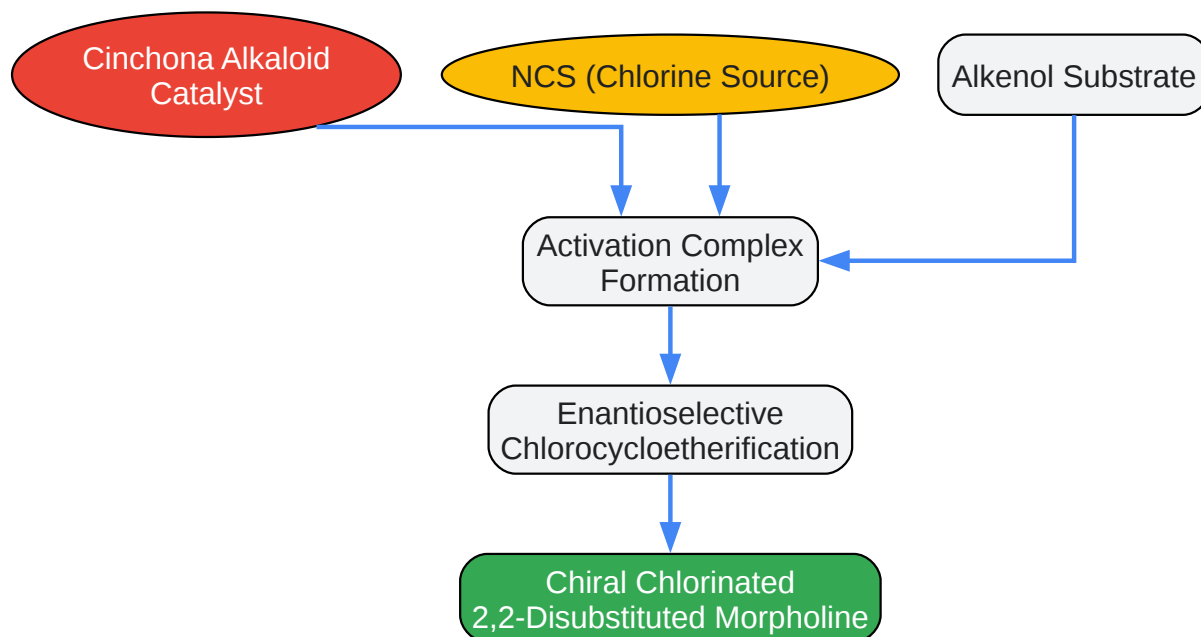 Cinchona Alkaloid
Catalyst
NCS (Chlorine Source)
Alkenol Substrate
Activation Complex
Formation
Enantioselective
Chlorocycloetherification
Chiral Chlorinated
2,2-Disubstituted Morpholine